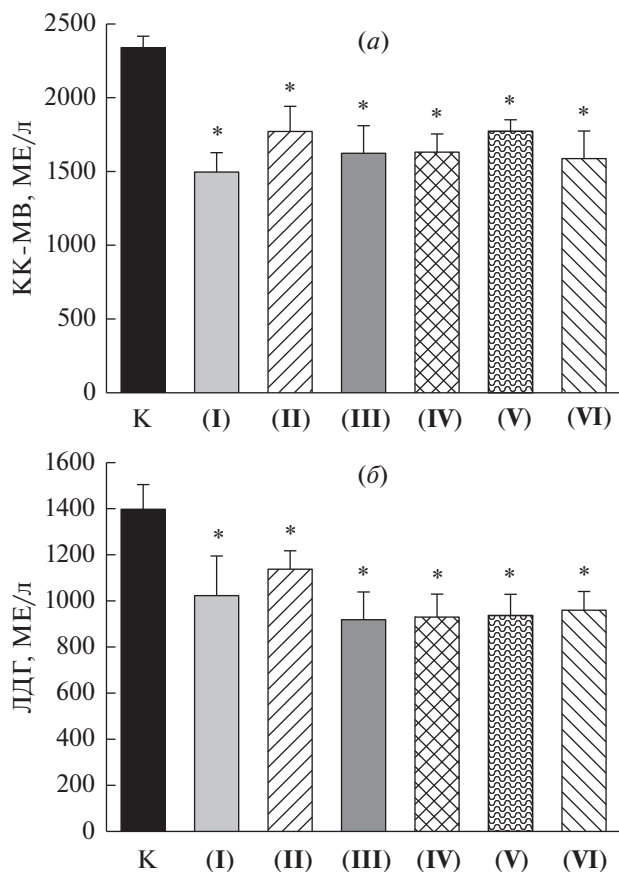 (а)
КК-МВ, МЕ/л
3000
2500
2000
1500
1000
500
0
* * * * * *
К (I) (II) (III) (IV) (V) (VI)
(б)
ЛДГ, МЕ/л
1600
1400
1200
1000
800
600
400
200
0
* * * * * *
К (I) (II) (III) (IV) (V) (VI)